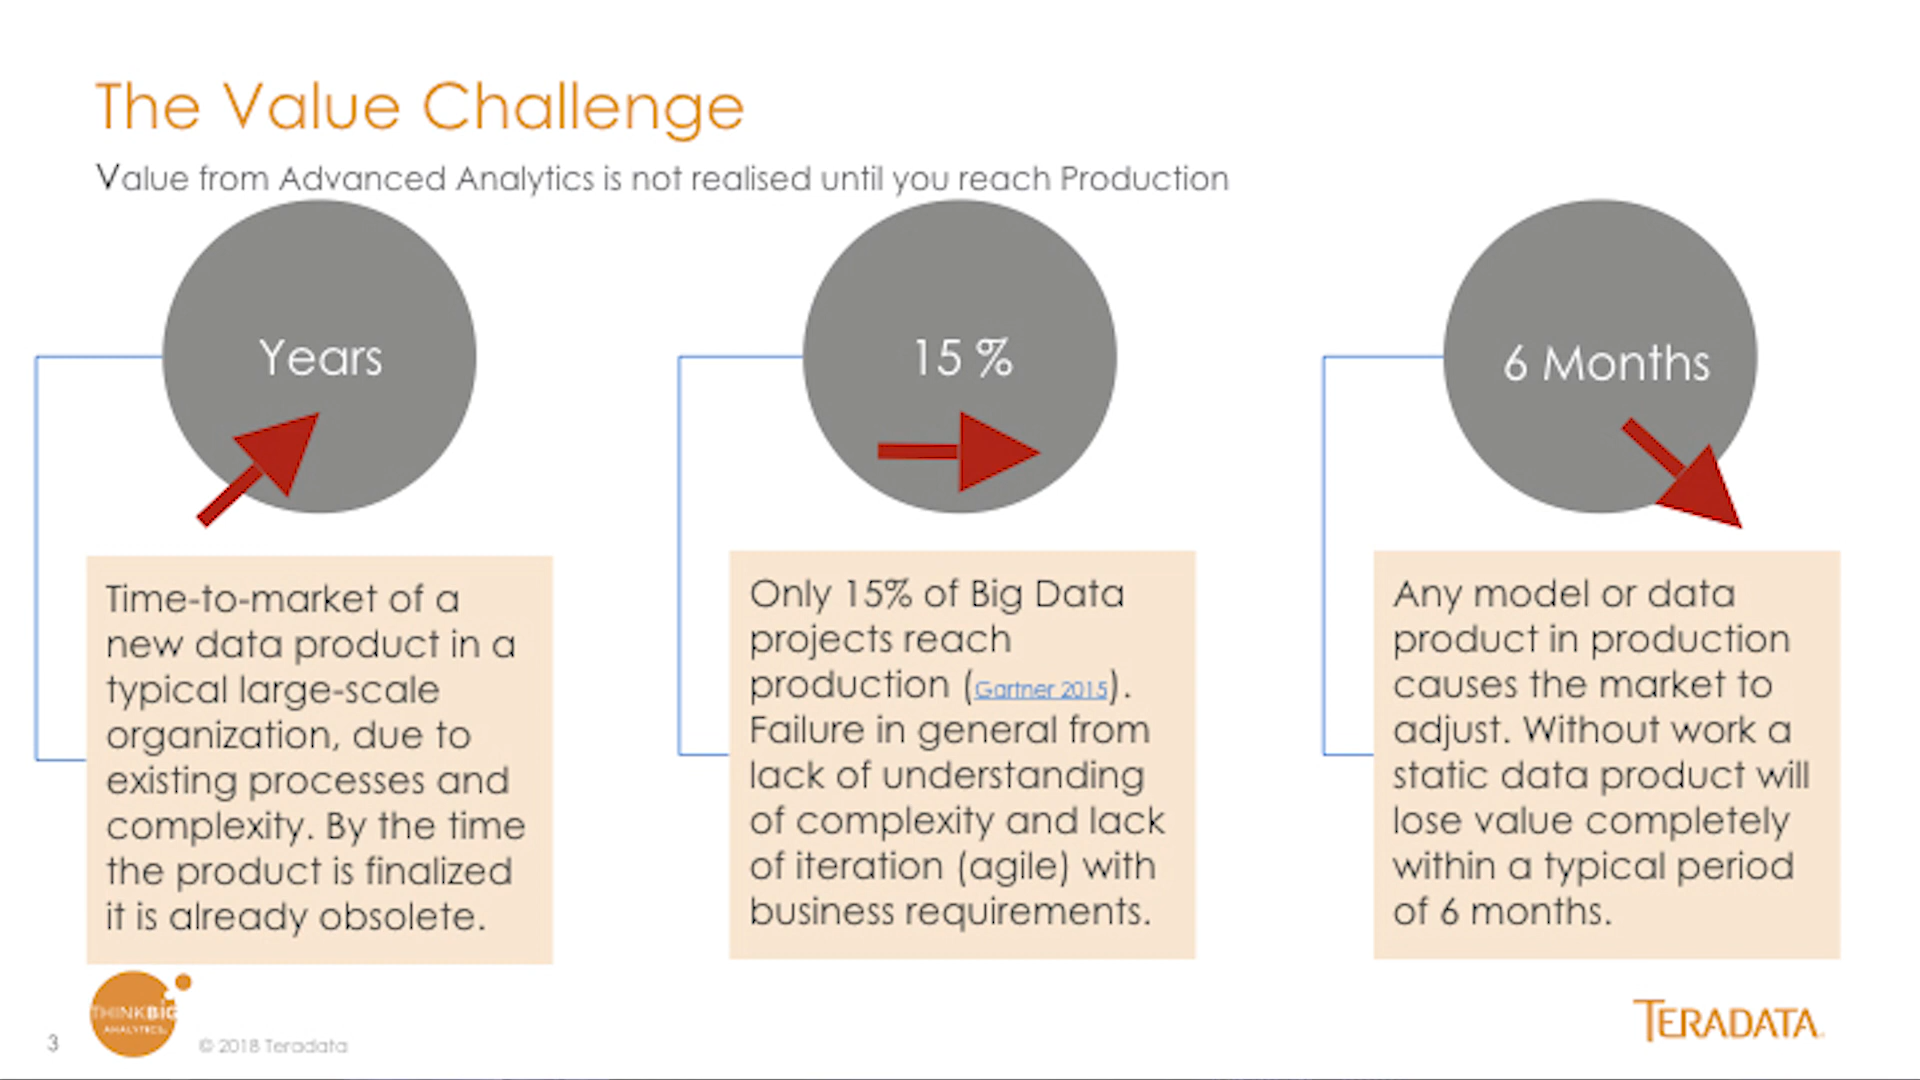 The Value Challenge
Value from Advanced Analytics is not realised until you reach Production
Years
Time-to-market of a
new data product in a
typical large-scale
organization, due to
existing processes and
complexity. By the time
the product is finalized
it is already obsolete.
15 %
Only 15% of Big Data
projects reach
production (Gartner 2015).
Failure in general from
lack of understanding
of complexity and lack
of iteration (agile) with
business requirements.
6 Months
Any model or data
product in production
causes the market to
adjust. Without work a
static data product will
lose value completely
within a typical period
of 6 months.
3
THINKBIG
ANALYTICS
© 2018 Teradata
TERADATA